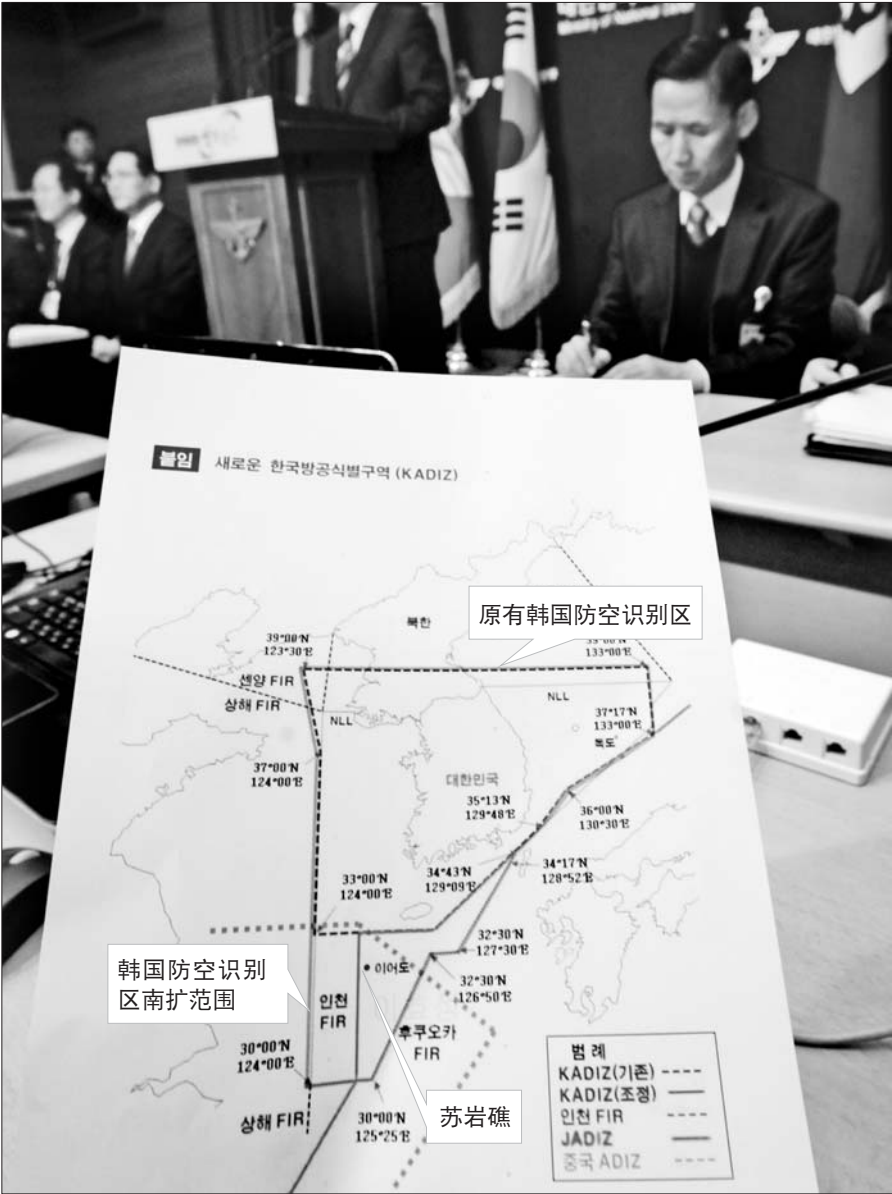 붙임 새로운 한국방공식별구역 (KADIZ)
북한
原有韩国防空识别区
39°00'N
123°30'E
133°00'E
센양 FIR
상해 FIR
NLL
NLL
37°17'N
133°00'E
독도
37°00'N
124°00'E
대한민국
35°13'N
129°48'E
36°00'N
130°30'E
34°43'N
129°09'E
34°17'N
128°52'E
33°00'N
124°00'E
32°30'N
127°30'E
이어도
32°30'N
126°50'E
韩国防空识别
区南扩范围
인천
FIR
후쿠오카
FIR
30°00'N
124°00'E
상해 FIR
30°00'N
125°25'E
苏岩礁
범 례
KADIZ(기존)
KADIZ(조정)
인천 FIR
JADIZ
중국 ADIZ